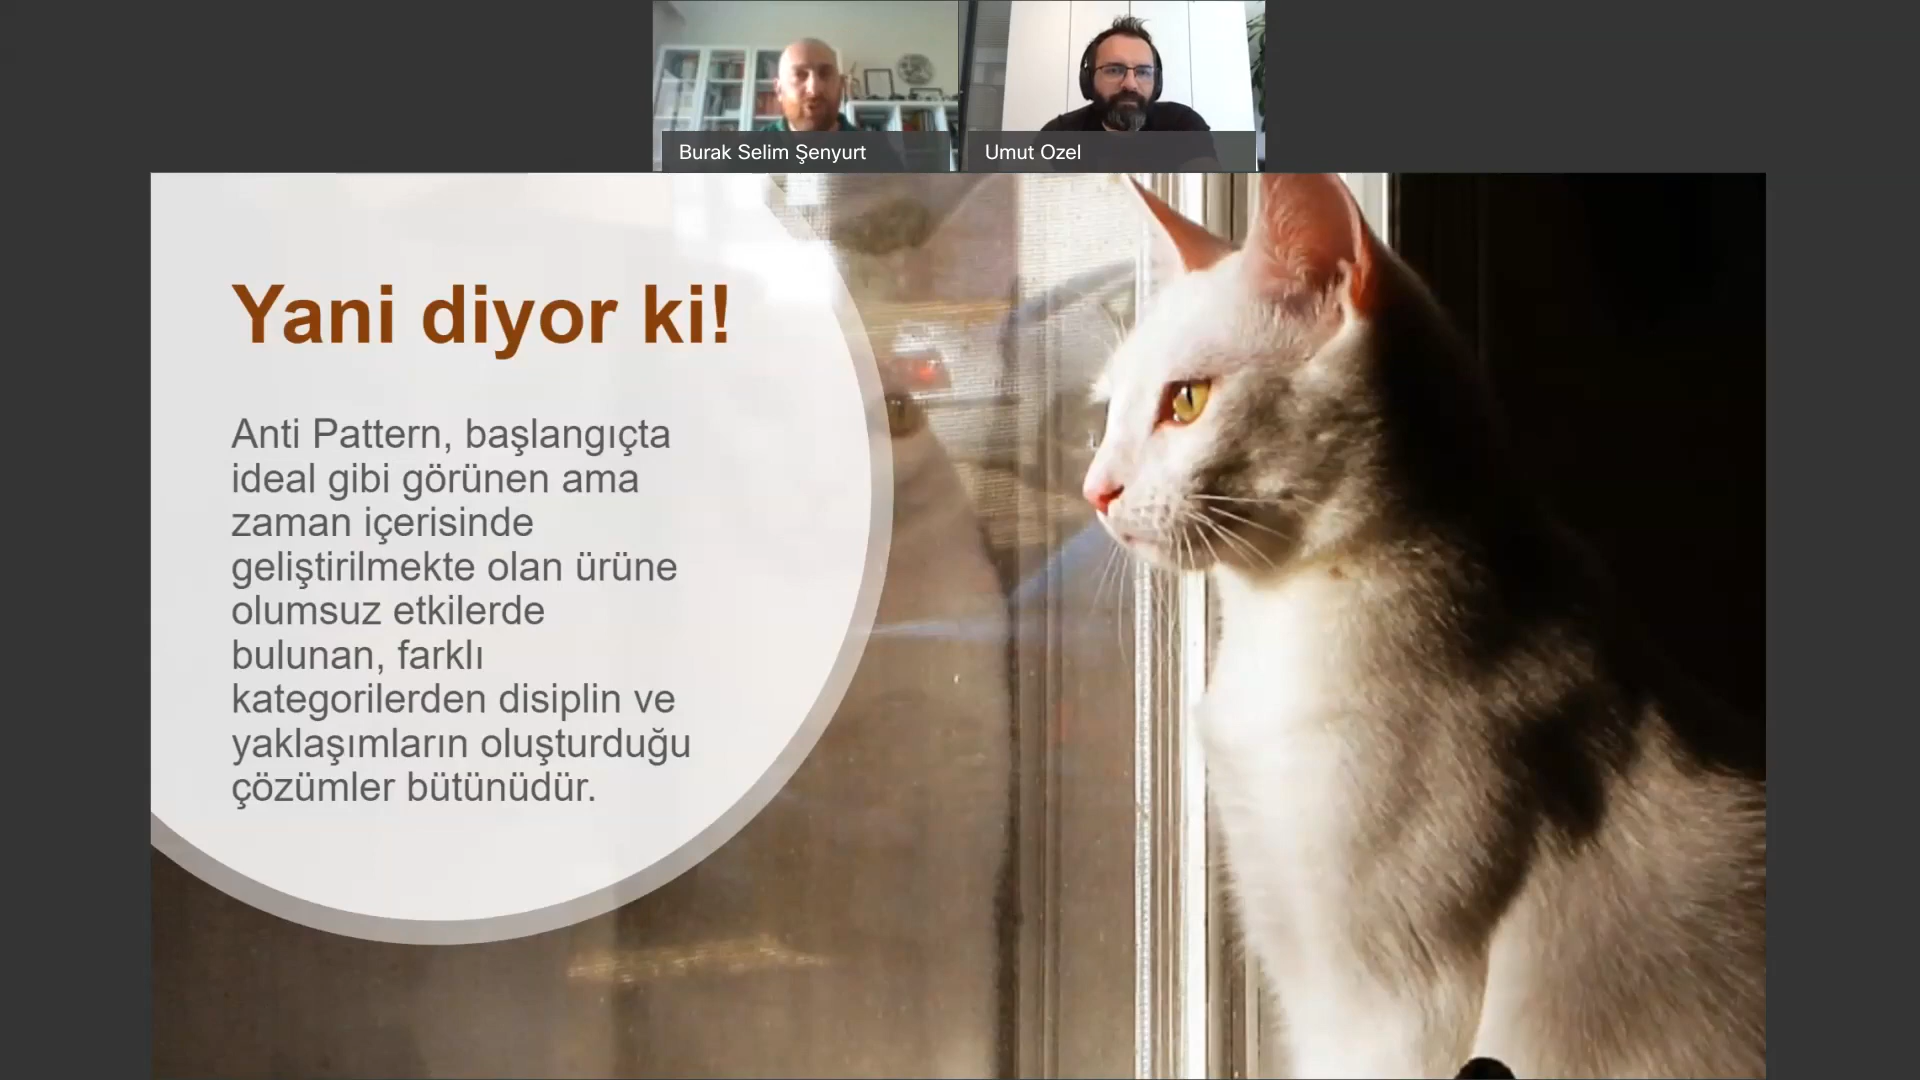 Burak Selim Şenyurt
Umut Ozel
Yani diyor ki!
Anti Pattern, başlangıçta
ideal gibi görünen ama
zaman içerisinde
geliştirilmekte olan ürüne
olumsuz etkilerde
bulunan, farklı
kategorilerden disiplin ve
yaklaşımların oluşturduğu
çözümler bütünüdür.